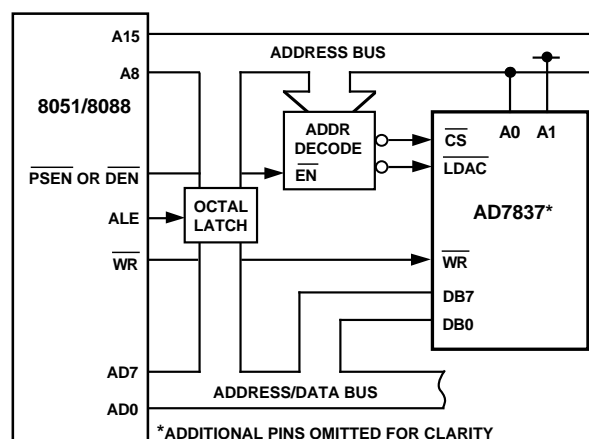 A15
ADDRESS BUS
A8
8051/8088
ADDR
DECODE
EN
CS
A0 A1
LDAC
PSEN OR DEN
OCTAL
LATCH
AD7837*
ALE
WR
WR
DB7
DB0
AD7
ADDRESS/DATA BUS
AD0
*ADDITIONAL PINS OMITTED FOR CLARITY